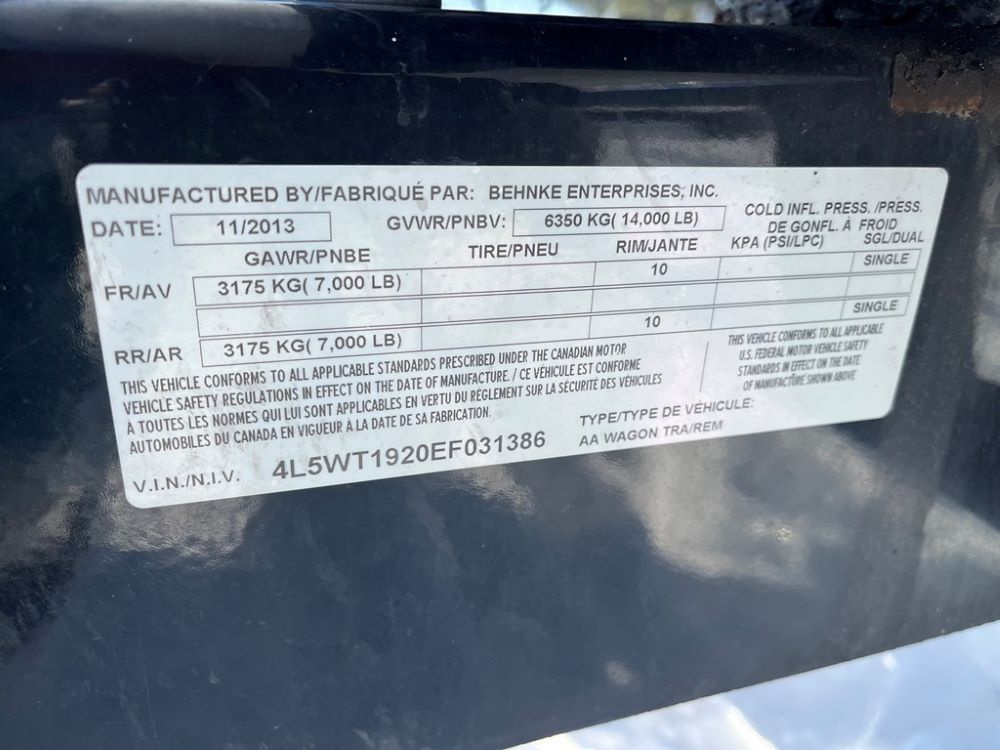 MANUFACTURED BY/FABRIQUÉ PAR: BEHNKE ENTERPRISES, INC.
DATE: 11/2013 GVWR/PNBV: 6350 KG( 14,000 LB) COLD INFL. PRESS. /PRESS.
DE GONFL. À FROID
GAWR/PNBE TIRE/PNEU RIM/JANTE KPA (PSI/LPC) SGL/DUAL
FR/AV 3175 KG( 7,000 LB) 10 SINGLE
RR/AR 3175 KG( 7,000 LB) 10 SINGLE
THIS VEHICLE CONFORMS TO ALL APPLICABLE STANDARDS PRESCRIBED UNDER THE CANADIAN MOTOR
VEHICLE SAFETY REGULATIONS IN EFFECT ON THE DATE OF MANUFACTURE. / CE VÉHICULE EST CONFORME
A TOUTES LES NORMES QUI LUI SONT APPLICABLES EN VERTU DU RÈGLEMENT SUR LA SÉCURITÉ DES VÉHICULES
AUTOMOBILES DU CANADA EN VIGUEUR À LA DATE DE SA FABRICATION.
THIS VEHICLE CONFORMS TO ALL APPLICABLE
U.S. FEDERAL MOTOR VEHICLE SAFETY
STANDARDS IN EFFECT ON THE DATE
OF MANUFACTURE SHOWN ABOVE
V.I.N./N.I.V. 4L5WT1920EF031386
TYPE/TYPE DE VÉHICULE:
AA WAGON TRA/REM